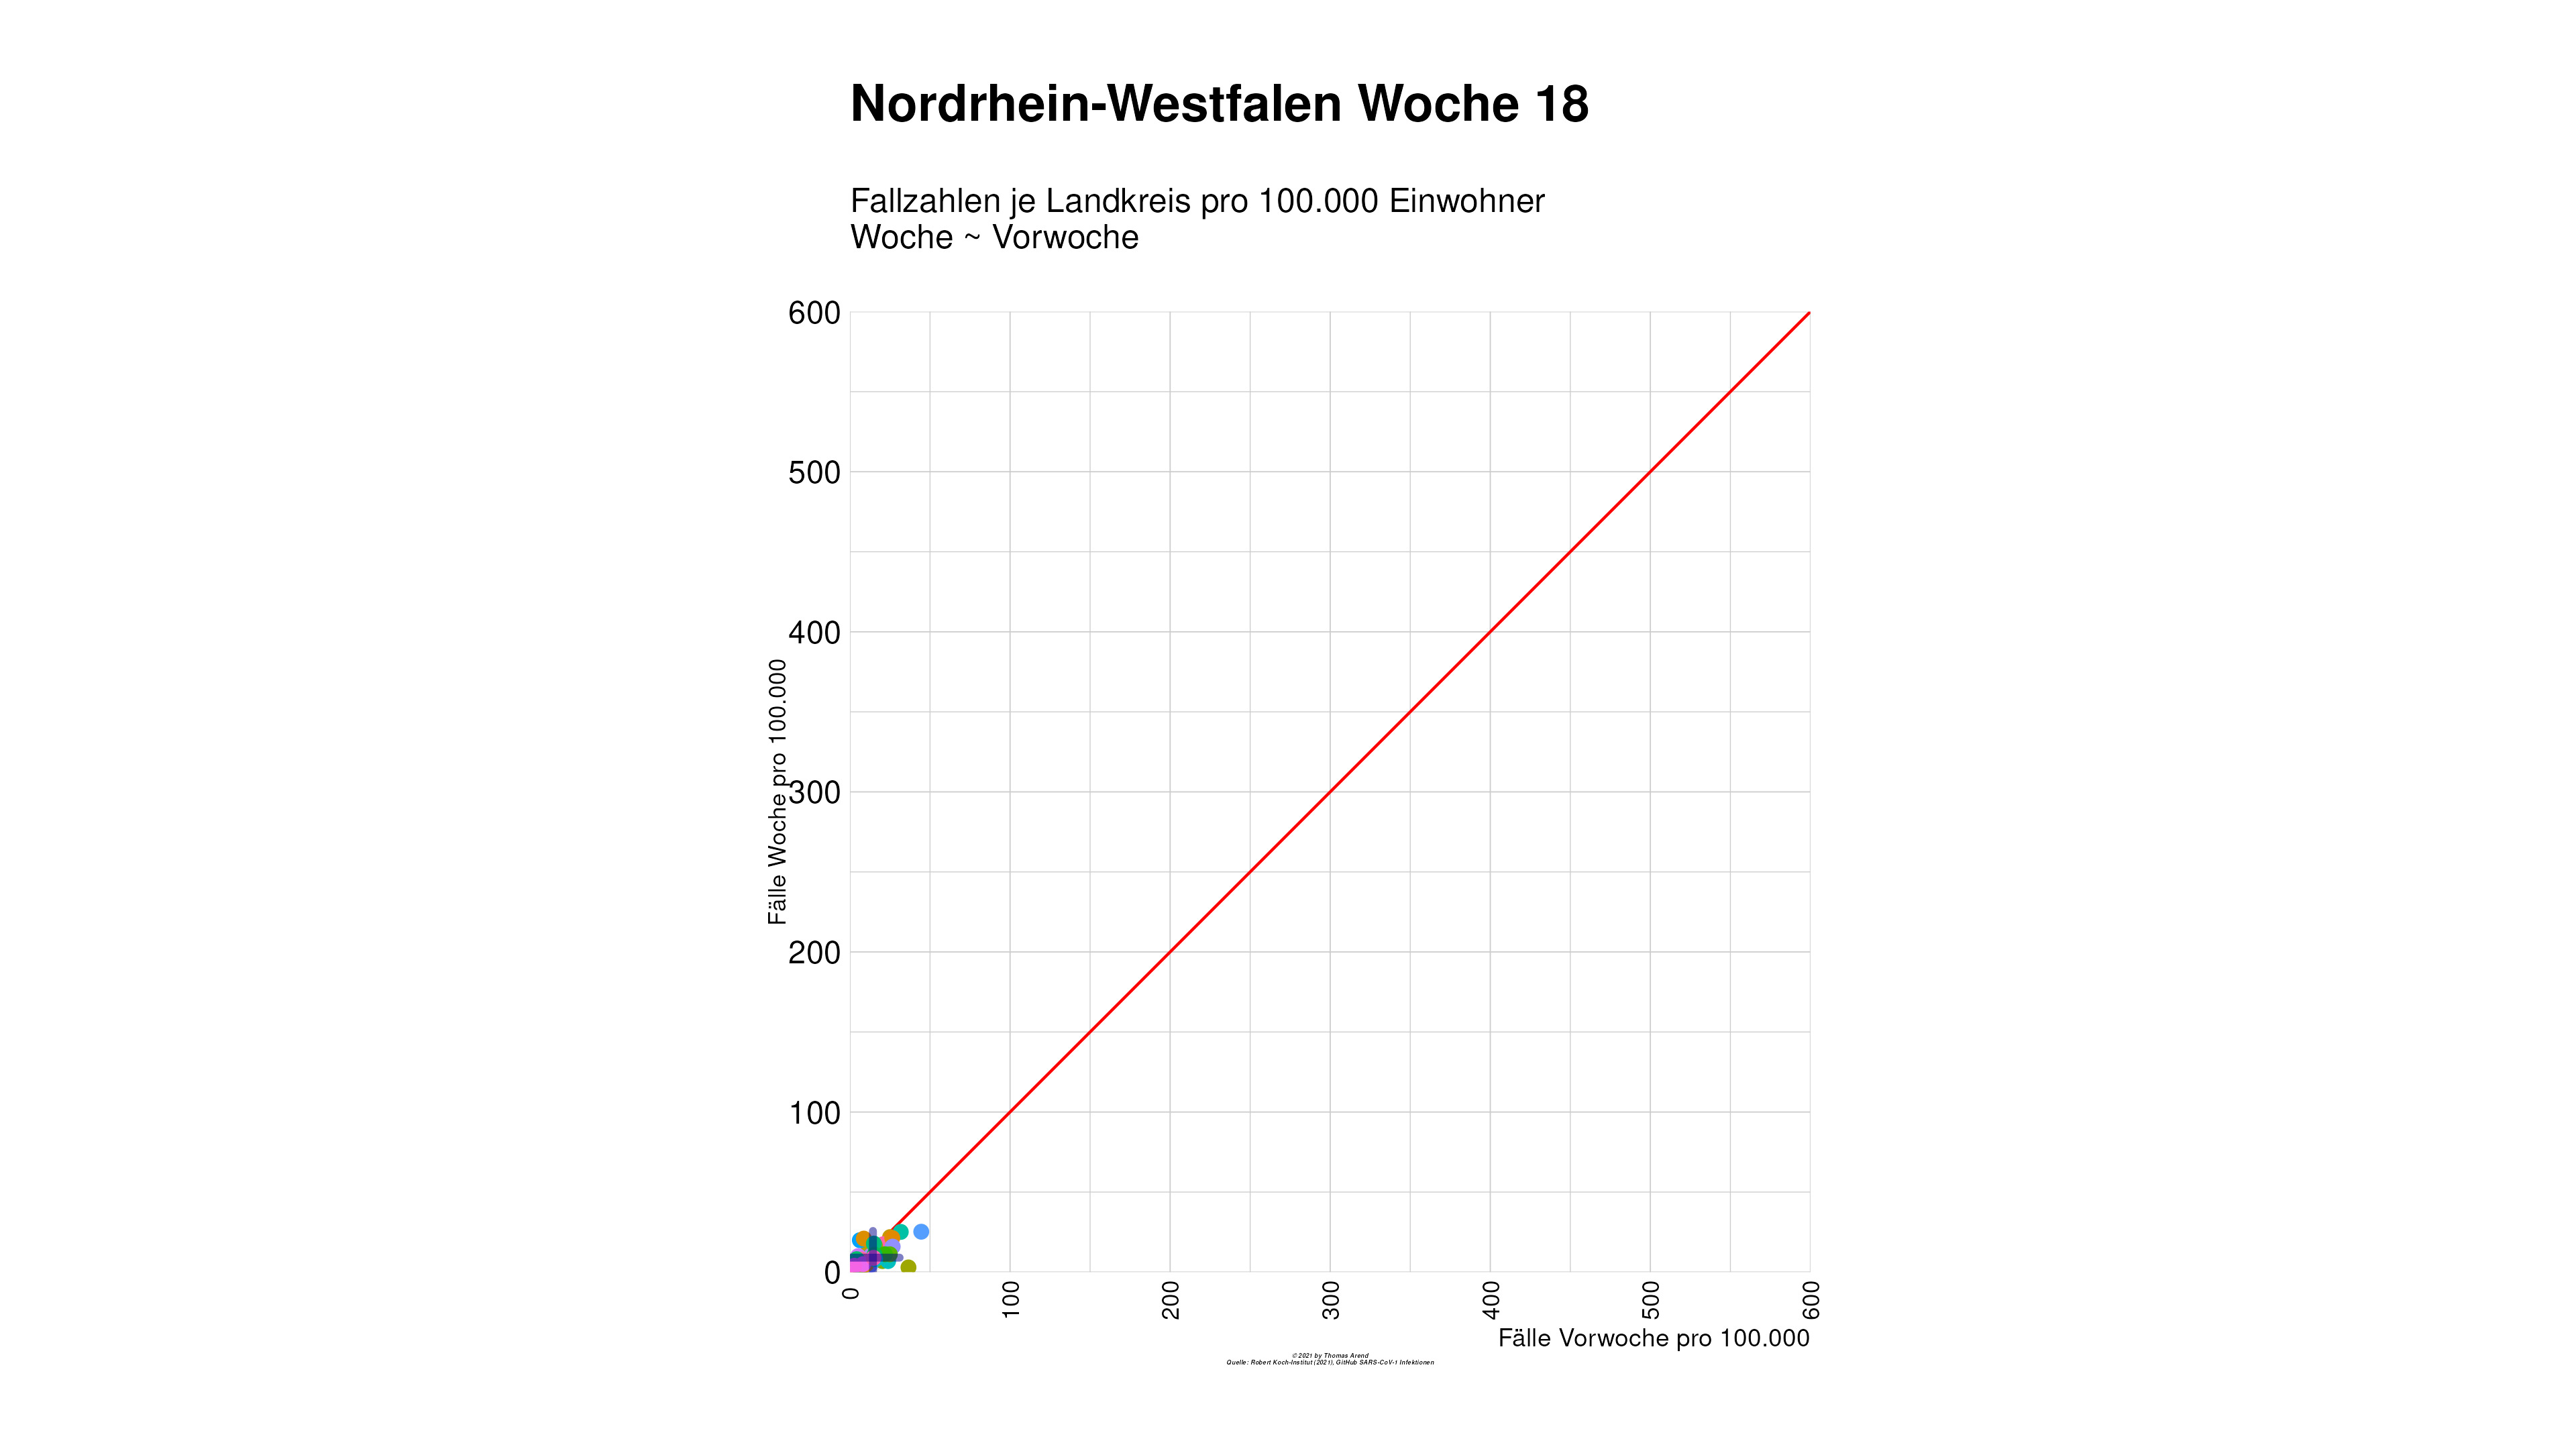 Nordrhein-Westfalen Woche 18
Fallzahlen je Landkreis pro 100.000 Einwohner
Woche ~ Vorwoche
Fälle Woche pro 100.000
600
500
400
300
200
100
0
0
100
200
300
400
500
600
Fälle Vorwoche pro 100.000
© 2021 by Thomas Arend
Quelle: Robert Koch-Institut (2021), GitHub SARS-CoV-1 Infektionen